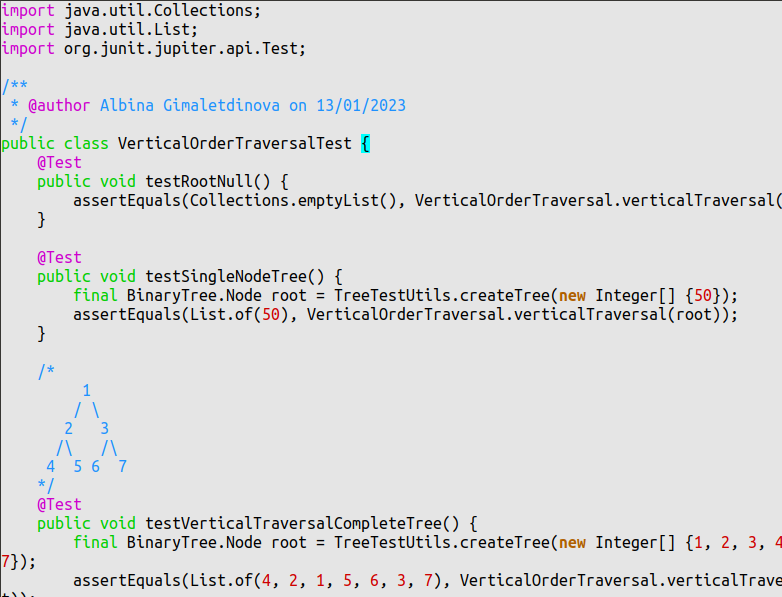 import java.util.Collections;
import java.util.List;
import org.junit.jupiter.api.Test;

/**
 * @author Albina Gimaletdinova on 13/01/2023
 */
public class VerticalOrderTraversalTest {
    @Test
    public void testRootNull() {
        assertEquals(Collections.emptyList(), VerticalOrderTraversal.verticalTraversal(
    }

    @Test
    public void testSingleNodeTree() {
        final BinaryTree.Node root = TreeTestUtils.createTree(new Integer[] {50});
        assertEquals(List.of(50), VerticalOrderTraversal.verticalTraversal(root));
    }

    /*
         1
        / \
       2   3
      /\   /\
     4  5 6  7
    */
    @Test
    public void testVerticalTraversalCompleteTree() {
        final BinaryTree.Node root = TreeTestUtils.createTree(new Integer[] {1, 2, 3, 4
7});
        assertEquals(List.of(4, 2, 1, 5, 6, 3, 7), VerticalOrderTraversal.verticalTrave